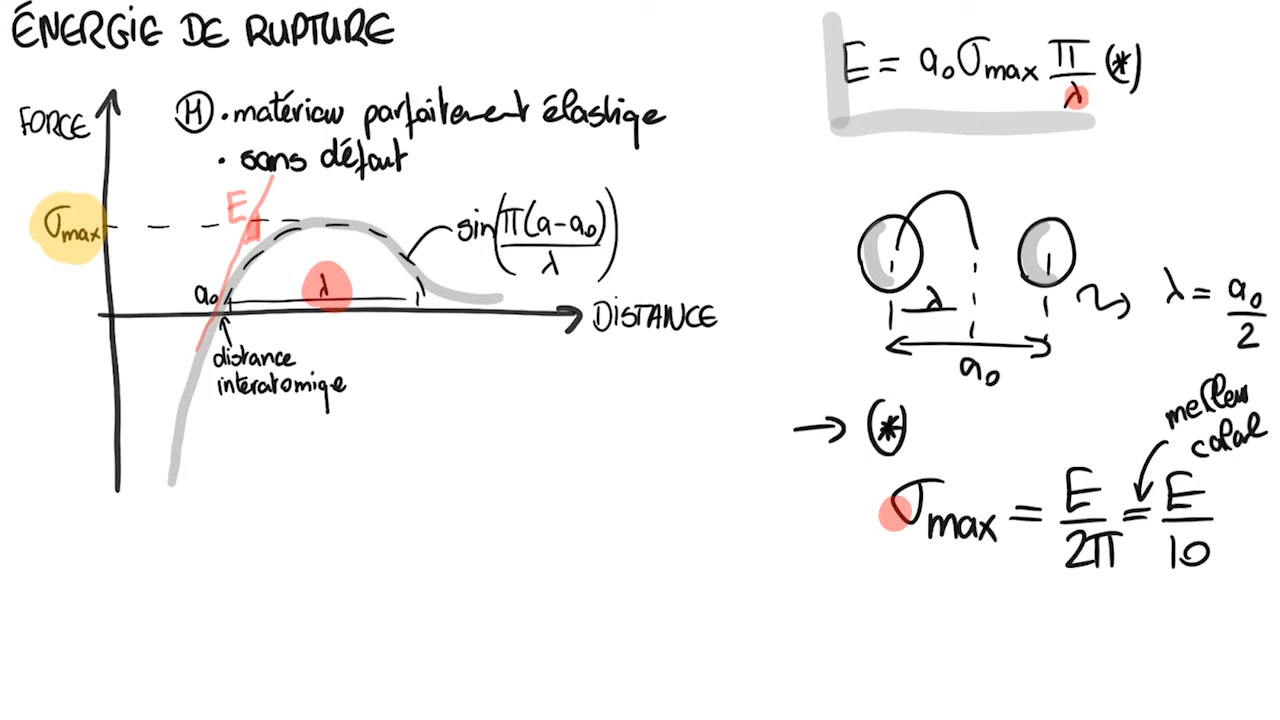 ÉNERGIE DE RUPTURE
FORCE
(H) • matériau parfaitement élastique
• sans défaut
σmax
E
sin(π(a-a₀)/λ)
a₀
λ
DISTANCE
distance
interatomique
E = a₀ σmax π/λ (*)
λ
a₀
λ = a₀/2
→ (*)
meilleur
calcul
σmax = E/2π = E/10